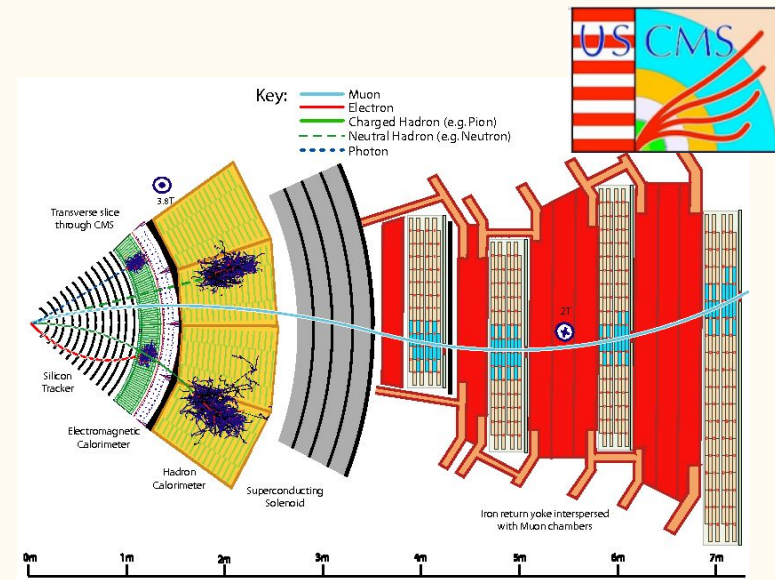 US CMS
Key:
Muon
Electron
Charged Hadron (e.g. Pion)
Neutral Hadron (e.g. Neutron)
Photon
3.8T
Transverse slice
through CMS
2T
Silicon
Tracker
Electromagnetic
Calorimeter
Hadron
Calorimeter
Superconducting
Solenoid
Iron return yoke interspersed
with Muon chambers
0m
1m
2m
3m
4m
5m
6m
7m